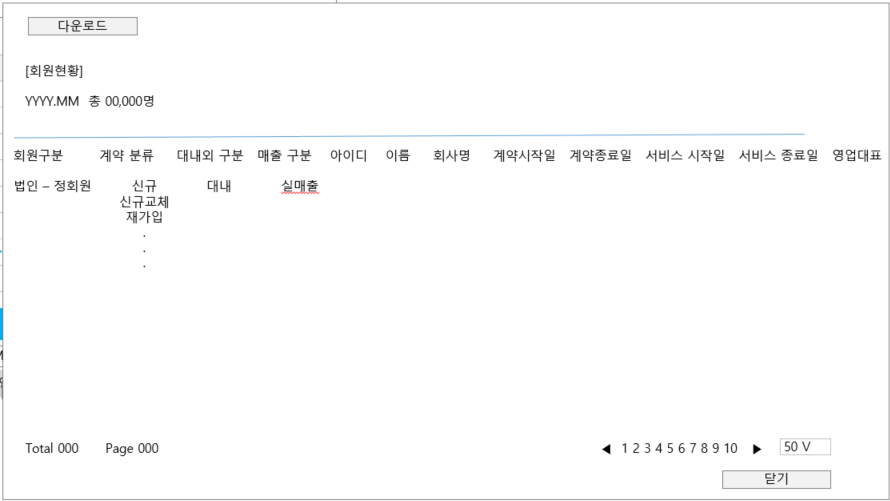 다운로드
[회원현황]
YYYY.MM 총 00,000명
회원구분 계약 분류 대내외 구분 매출 구분 아이디 이름 회사명 계약시작일 계약종료일 서비스 시작일 서비스 종료일 영업대표
법인 – 정회원 신규 대내 실매출
신규교체
재가입
.
.
.
Total 000 Page 000 ◀ 1 2 3 4 5 6 7 8 9 10 ▶ 50 V
닫기